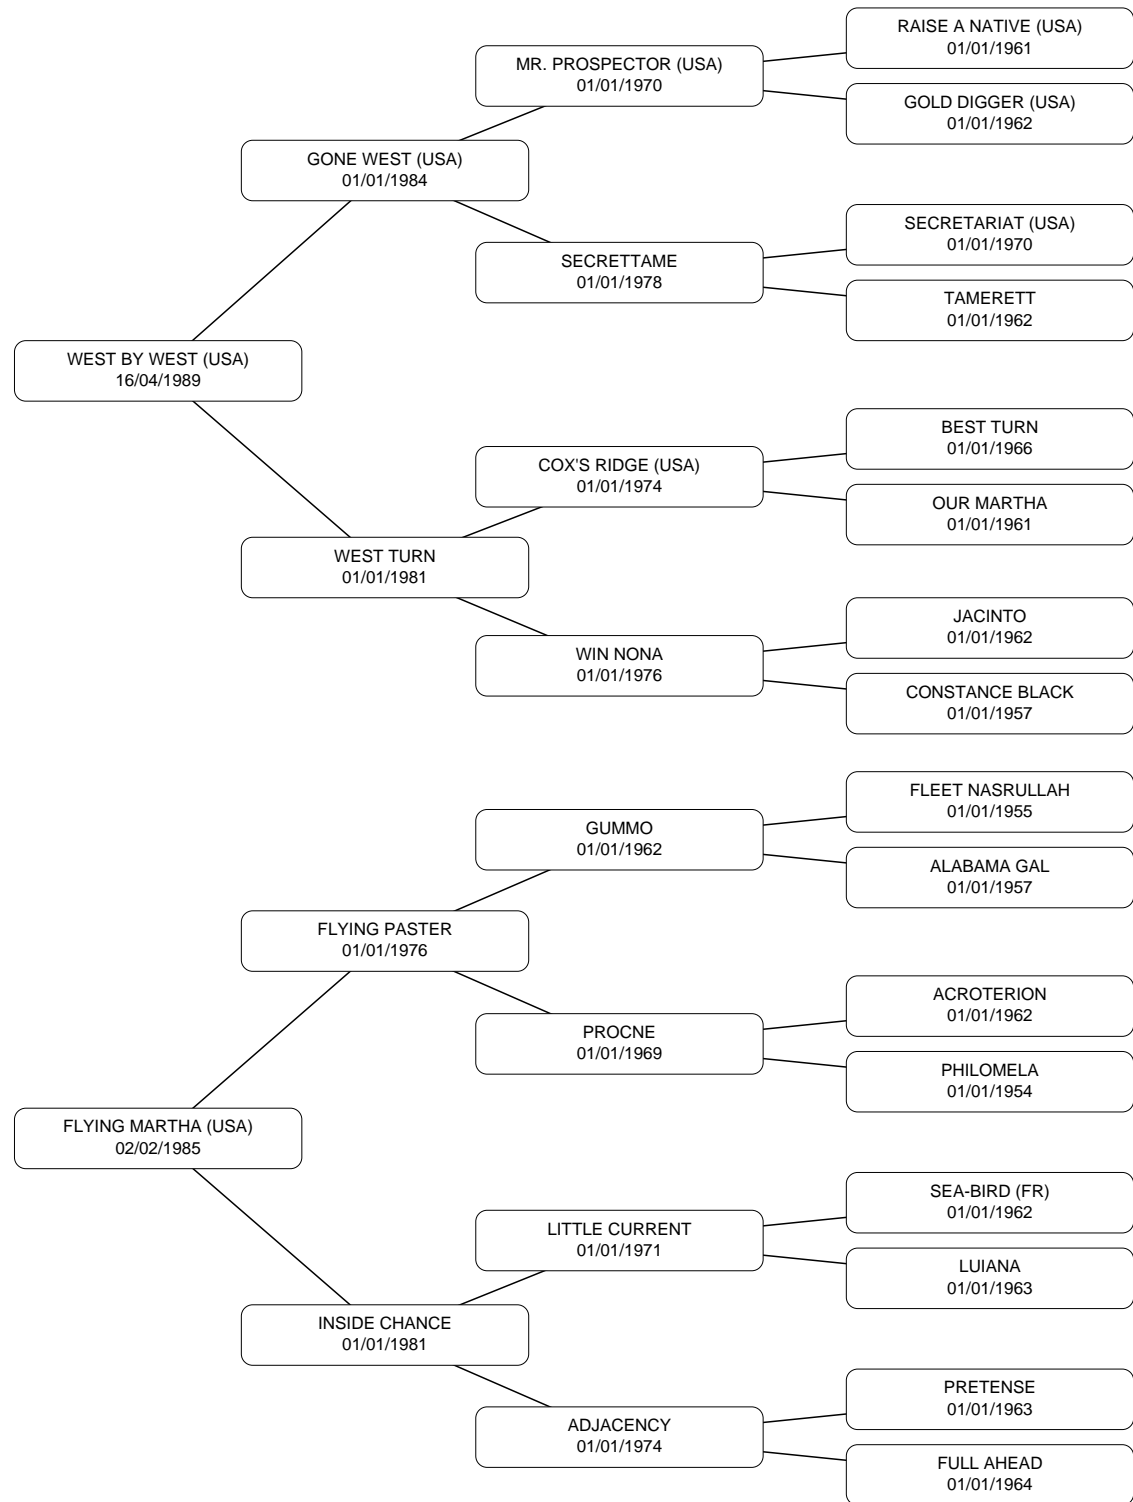 RAISE A NATIVE (USA)
01/01/1961
MR. PROSPECTOR (USA)
01/01/1970
GOLD DIGGER (USA)
01/01/1962
GONE WEST (USA)
01/01/1984
SECRETARIAT (USA)
01/01/1970
SECRETTAME
01/01/1978
TAMERETT
01/01/1962
WEST BY WEST (USA)
16/04/1989
BEST TURN
01/01/1966
COX'S RIDGE (USA)
01/01/1974
OUR MARTHA
01/01/1961
WEST TURN
01/01/1981
JACINTO
01/01/1962
WIN NONA
01/01/1976
CONSTANCE BLACK
01/01/1957
FLEET NASRULLAH
01/01/1955
GUMMO
01/01/1962
ALABAMA GAL
01/01/1957
FLYING PASTER
01/01/1976
ACROTERION
01/01/1962
PROCNE
01/01/1969
PHILOMELA
01/01/1954
FLYING MARTHA (USA)
02/02/1985
SEA-BIRD (FR)
01/01/1962
LITTLE CURRENT
01/01/1971
LUIANA
01/01/1963
INSIDE CHANCE
01/01/1981
PRETENSE
01/01/1963
ADJACENCY
01/01/1974
FULL AHEAD
01/01/1964